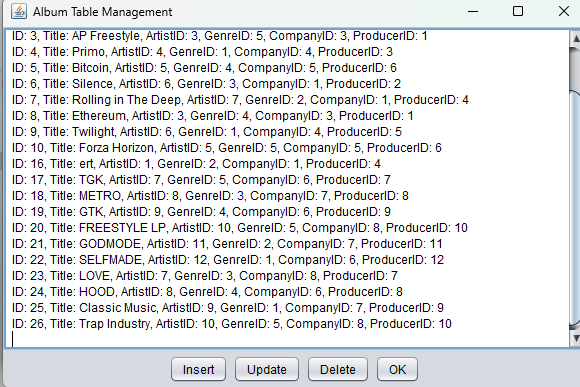 Album Table Management
ID: 3, Title: AP Freestyle, ArtistID: 3, GenreID: 5, CompanyID: 3, ProducerID: 1
ID: 4, Title: Primo, ArtistID: 4, GenreID: 1, CompanyID: 4, ProducerID: 3
ID: 5, Title: Bitcoin, ArtistID: 5, GenreID: 4, CompanyID: 5, ProducerID: 6
ID: 6, Title: Silence, ArtistID: 6, GenreID: 3, CompanyID: 1, ProducerID: 2
ID: 7, Title: Rolling in The Deep, ArtistID: 7, GenreID: 2, CompanyID: 1, ProducerID: 4
ID: 8, Title: Ethereum, ArtistID: 3, GenreID: 4, CompanyID: 3, ProducerID: 1
ID: 9, Title: Twilight, ArtistID: 6, GenreID: 1, CompanyID: 4, ProducerID: 5
ID: 10, Title: Forza Horizon, ArtistID: 5, GenreID: 5, CompanyID: 5, ProducerID: 6
ID: 16, Title: ert, ArtistID: 1, GenreID: 2, CompanyID: 1, ProducerID: 4
ID: 17, Title: TGK, ArtistID: 7, GenreID: 5, CompanyID: 6, ProducerID: 7
ID: 18, Title: METRO, ArtistID: 8, GenreID: 3, CompanyID: 7, ProducerID: 8
ID: 19, Title: GTK, ArtistID: 9, GenreID: 4, CompanyID: 6, ProducerID: 9
ID: 20, Title: FREESTYLE LP, ArtistID: 10, GenreID: 5, CompanyID: 8, ProducerID: 10
ID: 21, Title: GODMODE, ArtistID: 11, GenreID: 2, CompanyID: 7, ProducerID: 11
ID: 22, Title: SELFMADE, ArtistID: 12, GenreID: 1, CompanyID: 6, ProducerID: 12
ID: 23, Title: LOVE, ArtistID: 7, GenreID: 3, CompanyID: 8, ProducerID: 7
ID: 24, Title: HOOD, ArtistID: 8, GenreID: 4, CompanyID: 6, ProducerID: 8
ID: 25, Title: Classic Music, ArtistID: 9, GenreID: 1, CompanyID: 7, ProducerID: 9
ID: 26, Title: Trap Industry, ArtistID: 10, GenreID: 5, CompanyID: 8, ProducerID: 10
Insert Update Delete OK